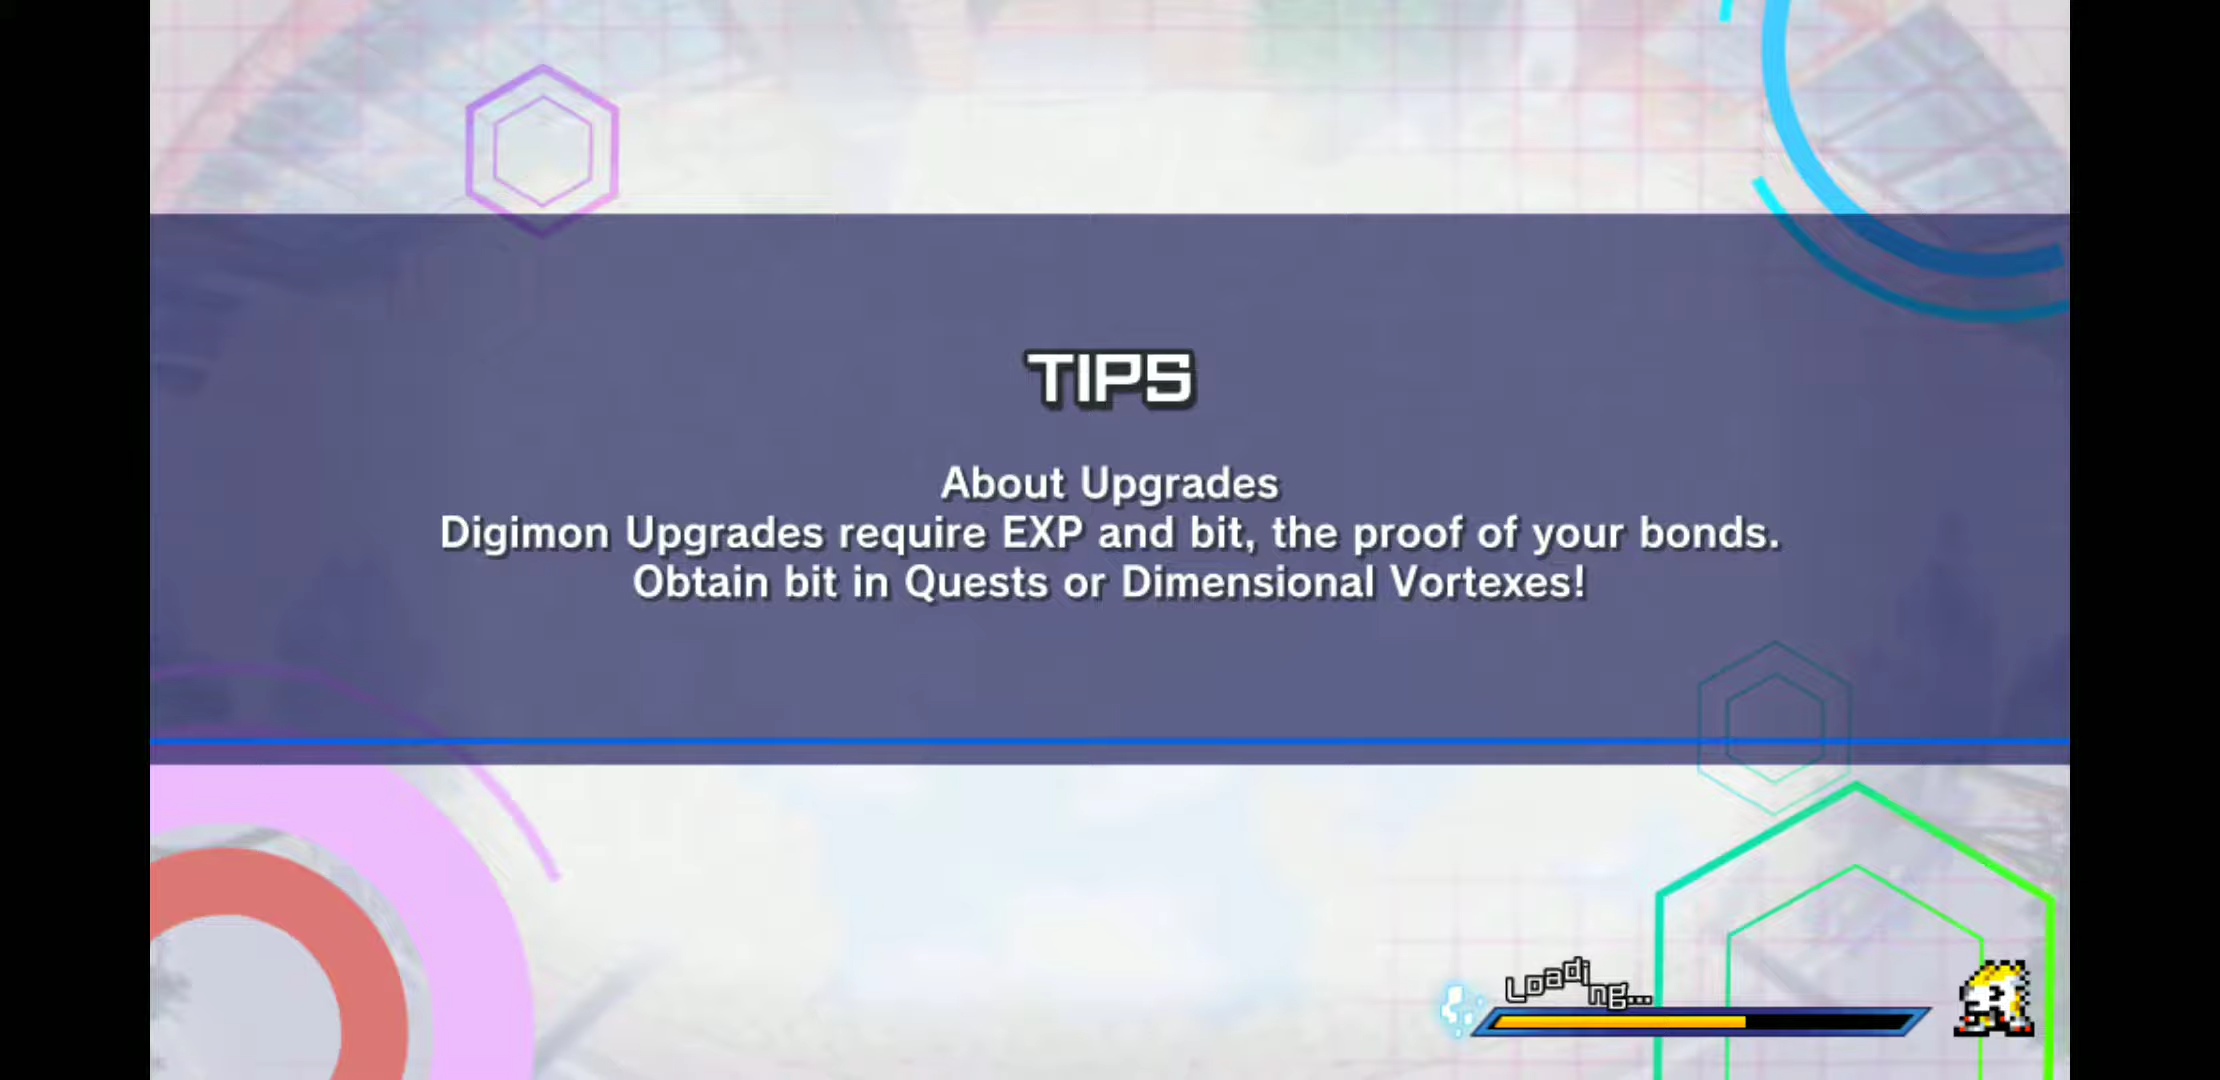 TIPS
About Upgrades
Digimon Upgrades require EXP and bit, the proof of your bonds.
Obtain bit in Quests or Dimensional Vortexes!
Loading...